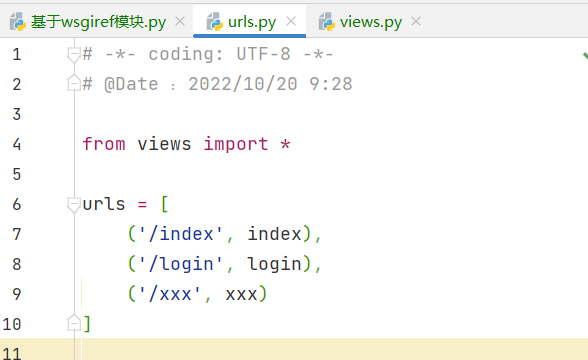 基于wsgiref模块.py urls.py views.py
1 # -*- coding: UTF-8 -*-
2 # @Date : 2022/10/20 9:28
3
4 from views import *
5
6 urls = [
7 ('/index', index),
8 ('/login', login),
9 ('/xxx', xxx)
10 ]
11